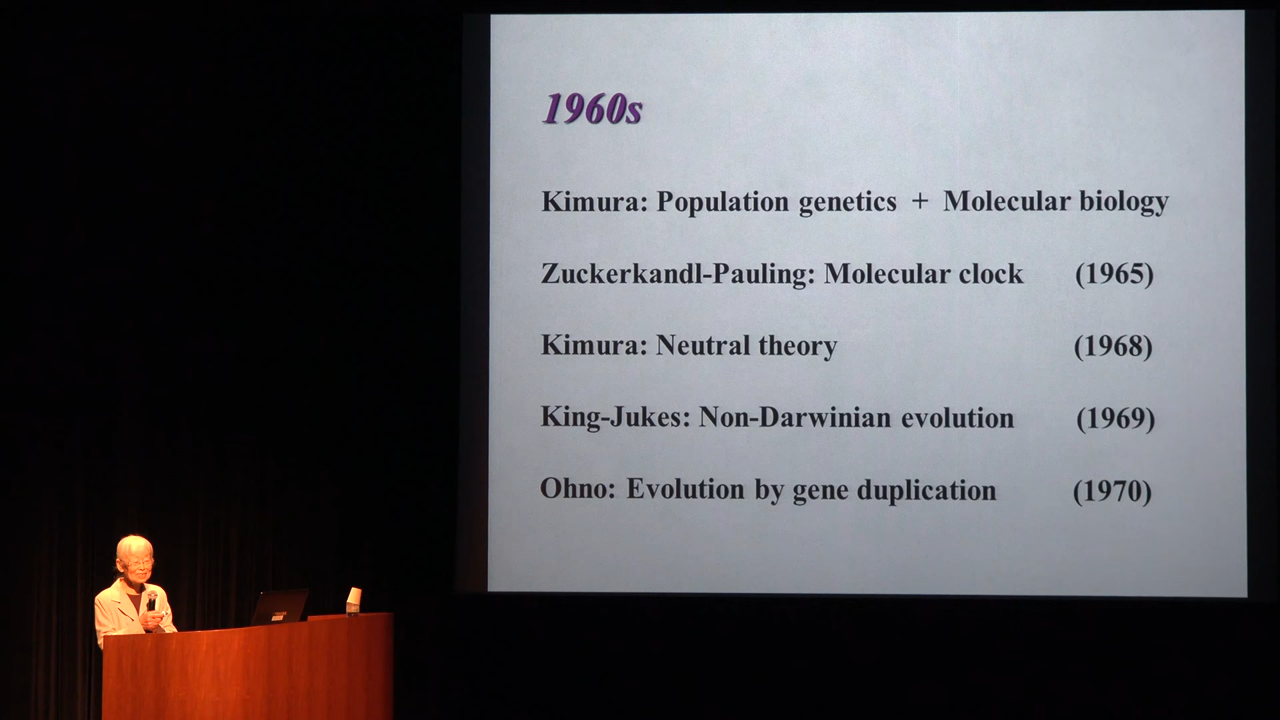 1960s
Kimura: Population genetics + Molecular biology
Zuckerkandl-Pauling: Molecular clock (1965)
Kimura: Neutral theory (1968)
King-Jukes: Non-Darwinian evolution (1969)
Ohno: Evolution by gene duplication (1970)